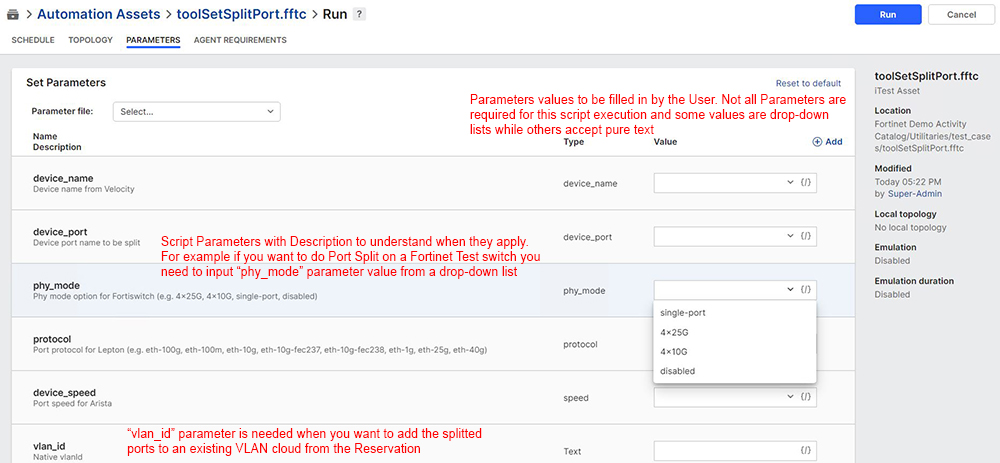 > Automation Assets > toolSetSplitPort.fftc > Run ?
Run
Cancel
SCHEDULE TOPOLOGY PARAMETERS AGENT REQUIREMENTS
Set Parameters
Reset to default
Parameter file: Select...
Parameters values to be filled in by the User. Not all Parameters are
required for this script execution and some values are drop-down
lists while others accept pure text
Name
Description
Type
Value
Add
device_name
Device name from Velocity
device_name
{/}
device_port
Device port name to be split
device_port
{/}
Script Parameters with Description to understand when they apply.
For example if you want to do Port Split on a Fortinet Test switch you
need to input “phy_mode” parameter value from a drop-down list
phy_mode
Phy mode option for Fortiswitch (e.g. 4x25G, 4x10G, single-port, disabled)
phy_mode
{/}
single-port
4x25G
4x10G
disabled
protocol
Port protocol for Lepton (e.g. eth-100g, eth-100m, eth-10g, eth-10g-fec237, eth-10g-fec238, eth-1g, eth-25g, eth-40g)
protocol
device_speed
Port speed for Arista
speed
{/}
“vlan_id” parameter is needed when you want to add the splitted
ports to an existing VLAN cloud from the Reservation
vlan_id
Native vlanId
Text
{/}
toolSetSplitPort.fftc
iTest Asset
Location
Fortinet Demo Activity
Catalog/Utilitaries/test_case
s/toolSetSplitPort.fftc
Modified
Today 05:22 PM
by Super-Admin
Local topology
No local topology
Emulation
Disabled
Emulation duration
Disabled